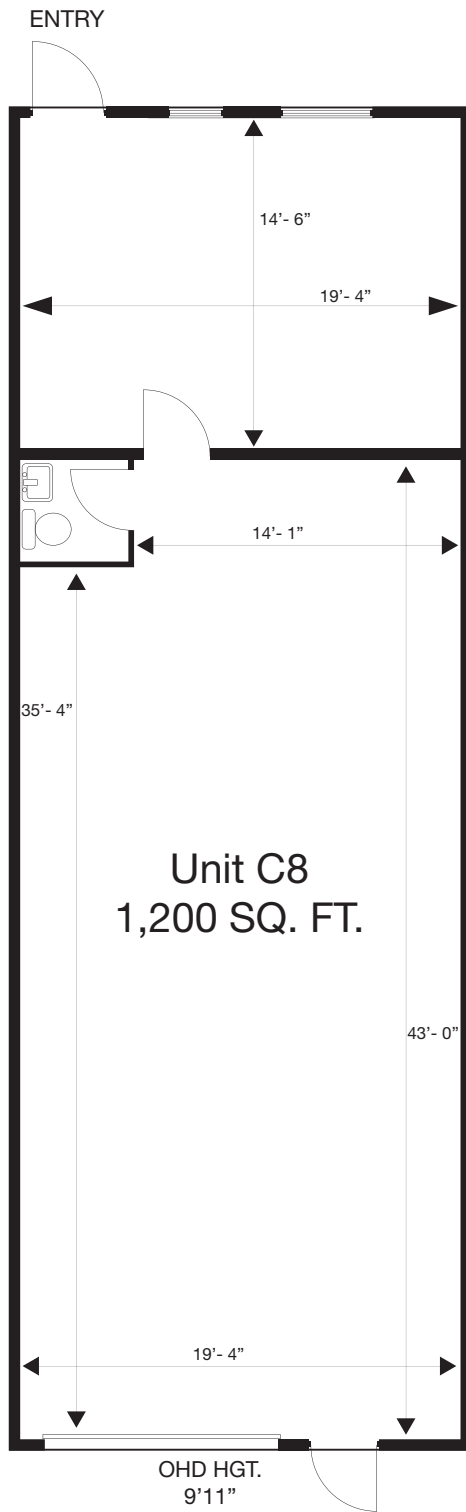 ENTRY
14’- 6”
19’- 4”
14’- 1”
35’- 4”
Unit C8
1,200 SQ. FT.
43’- 0”
19’- 4”
OHD HGT.
9’11”